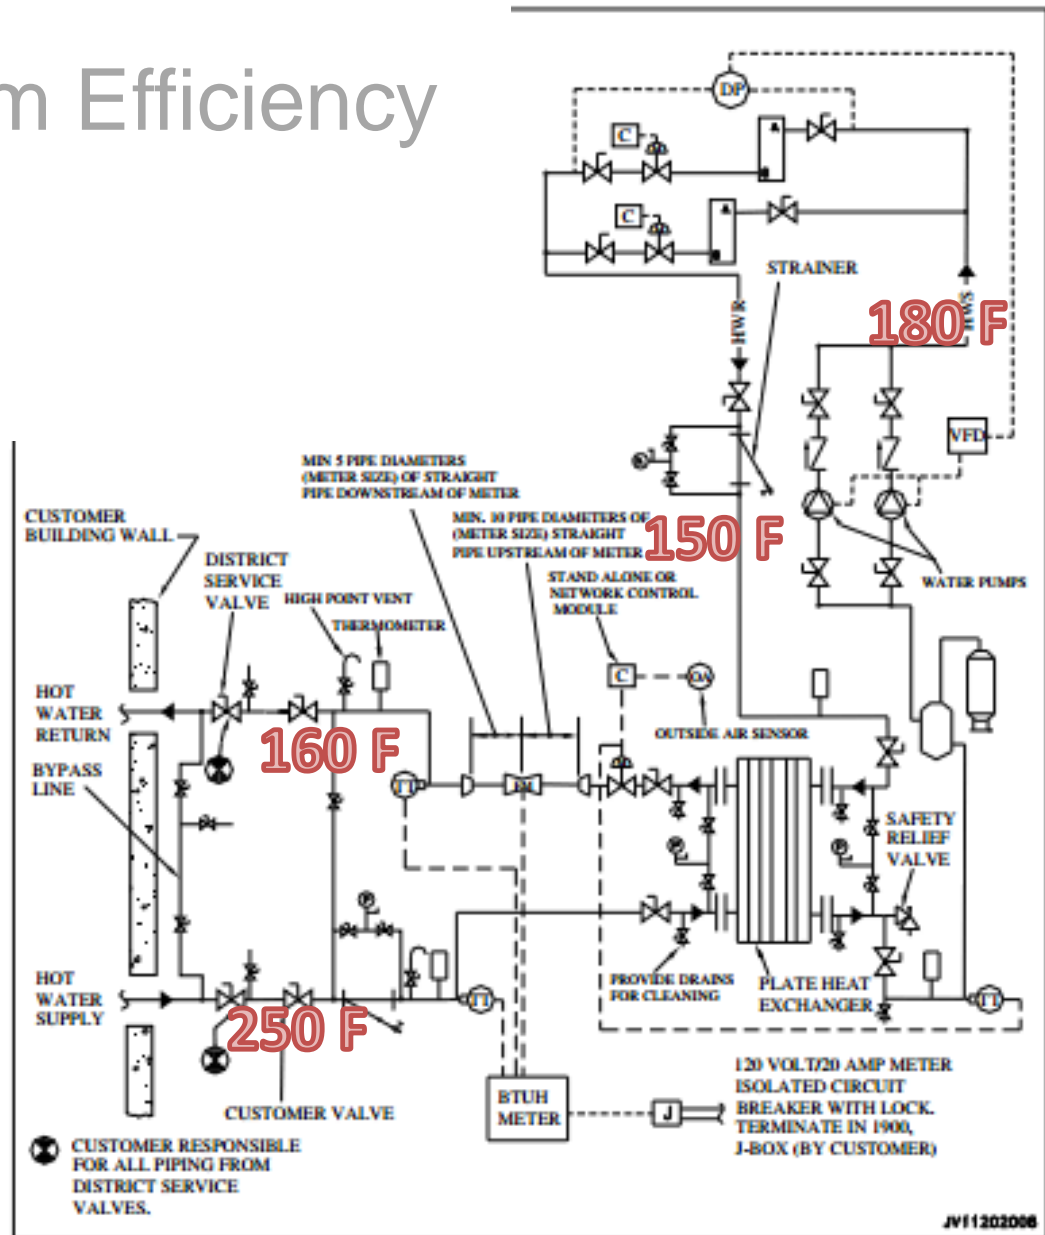 m Efficiency
DP
C
A
B
C
A
B
STRAINER
HWR
HWS
180 F
VFD
MIN 5 PIPE DIAMETERS
(METER SIZE) OF STRAIGHT
PIPE DOWNSTREAM OF METER
MIN. 10 PIPE DIAMETERS OF
(METER SIZE) STRAIGHT
PIPE UPSTREAM OF METER
150 F
CUSTOMER
BUILDING WALL
DISTRICT
SERVICE
VALVE
HIGH POINT VENT
THERMOMETER
STAND ALONE OR
NETWORK CONTROL
MODULE
WATER PUMPS
C
OA
OUTSIDE AIR SENSOR
HOT
WATER
RETURN
160 F
BYPASS
LINE
TT
FM
SAFETY
RELIEF
VALVE
P
P
P
HOT
WATER
SUPPLY
250 F
TT
PROVIDE DRAINS
FOR CLEANING
PLATE HEAT
EXCHANGER
TT
CUSTOMER VALVE
BTUH
METER
J
120 VOLT/20 AMP METER
ISOLATED CIRCUIT
BREAKER WITH LOCK.
TERMINATE IN 1900,
J-BOX (BY CUSTOMER)
CUSTOMER RESPONSIBLE
FOR ALL PIPING FROM
DISTRICT SERVICE
VALVES.
JV11202006